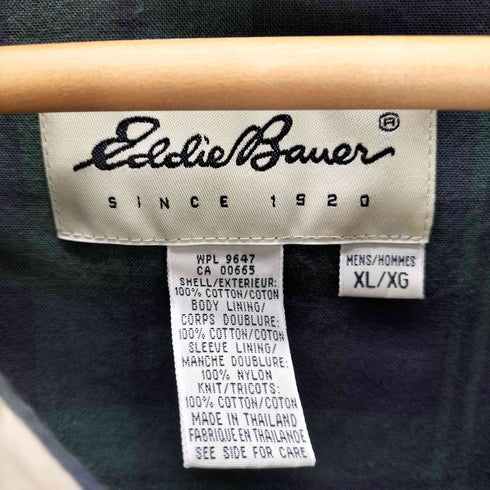 Eddie Bauer®
SINCE 1920
WPL 9647
CA 00665
SHELL/EXTERIEUR:
100% COTTON/COTON
BODY LINING/
CORPS DOUBLURE:
100% COTTON/COTON
SLEEVE LINING/
MANCHE DOUBLURE:
100% NYLON
KNIT/TRICOTS:
100% COTTON/COTON
MADE IN THAILAND
FABRIQUE EN THAILANDE
SEE SIDE FOR CARE
MENS/HOMMES
XL/XG